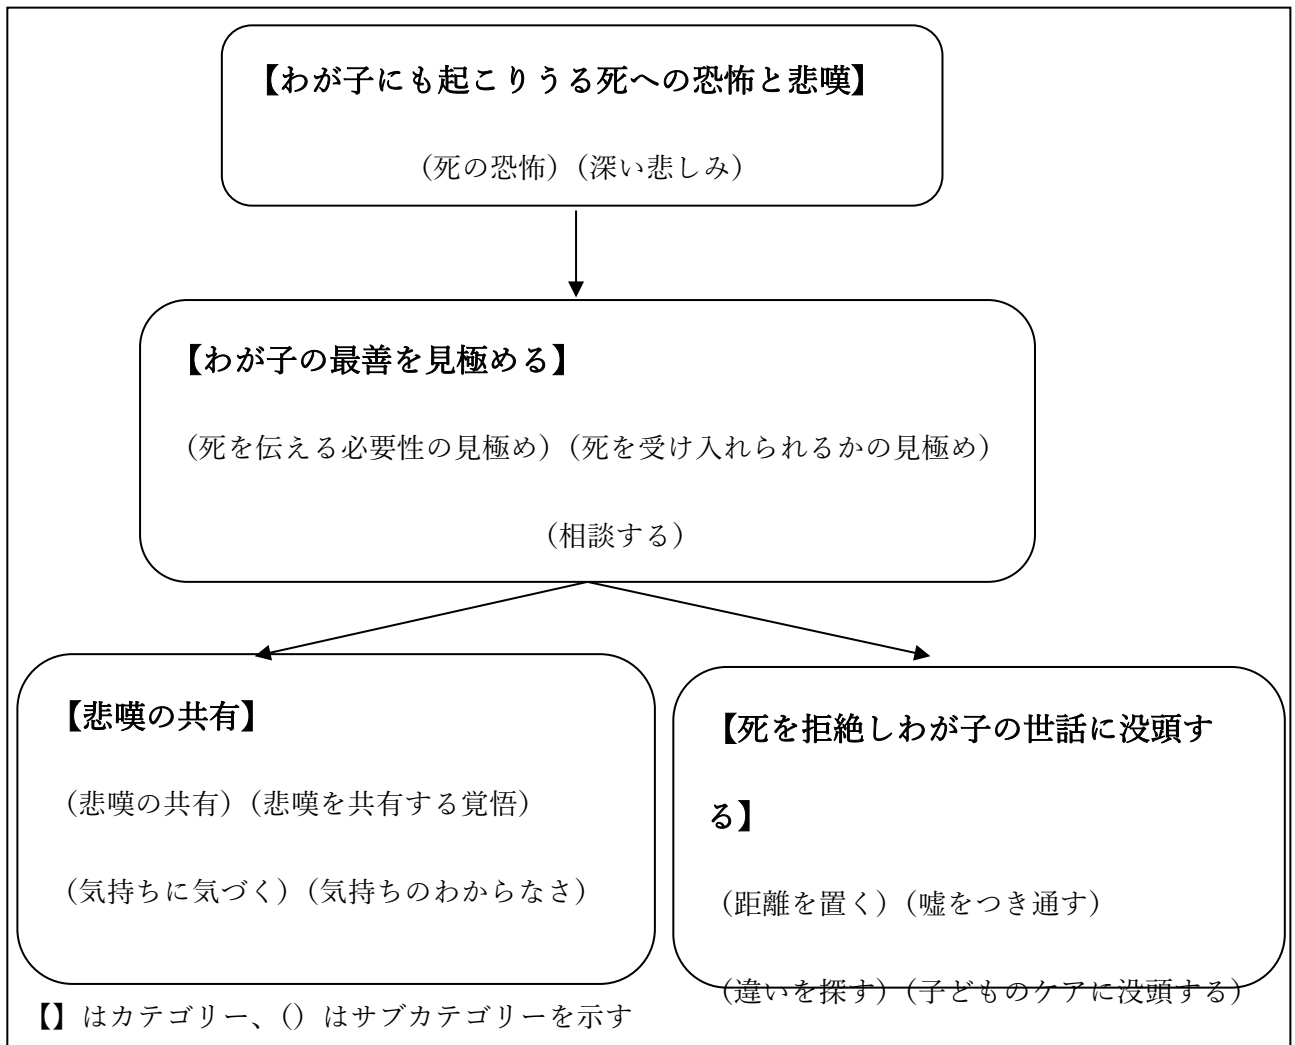 【わが子にも起こりうる死への恐怖と悲嘆】
（死の恐怖）（深い悲しみ）
【わが子の最善を見極める】
（死を伝える必要性の見極め）（死を受け入れられるかの見極め）
（相談する）
【悲嘆の共有】
（悲嘆の共有）（悲嘆を共有する覚悟）
（気持ちに気づく）（気持ちのわからなさ）
【死を拒絶しわが子の世話に没頭す
る】
（距離を置く）（嘘をつき通す）
（違いを探す）（子どものケアに没頭する）
【】はカテゴリー、（）はサブカテゴリーを示す